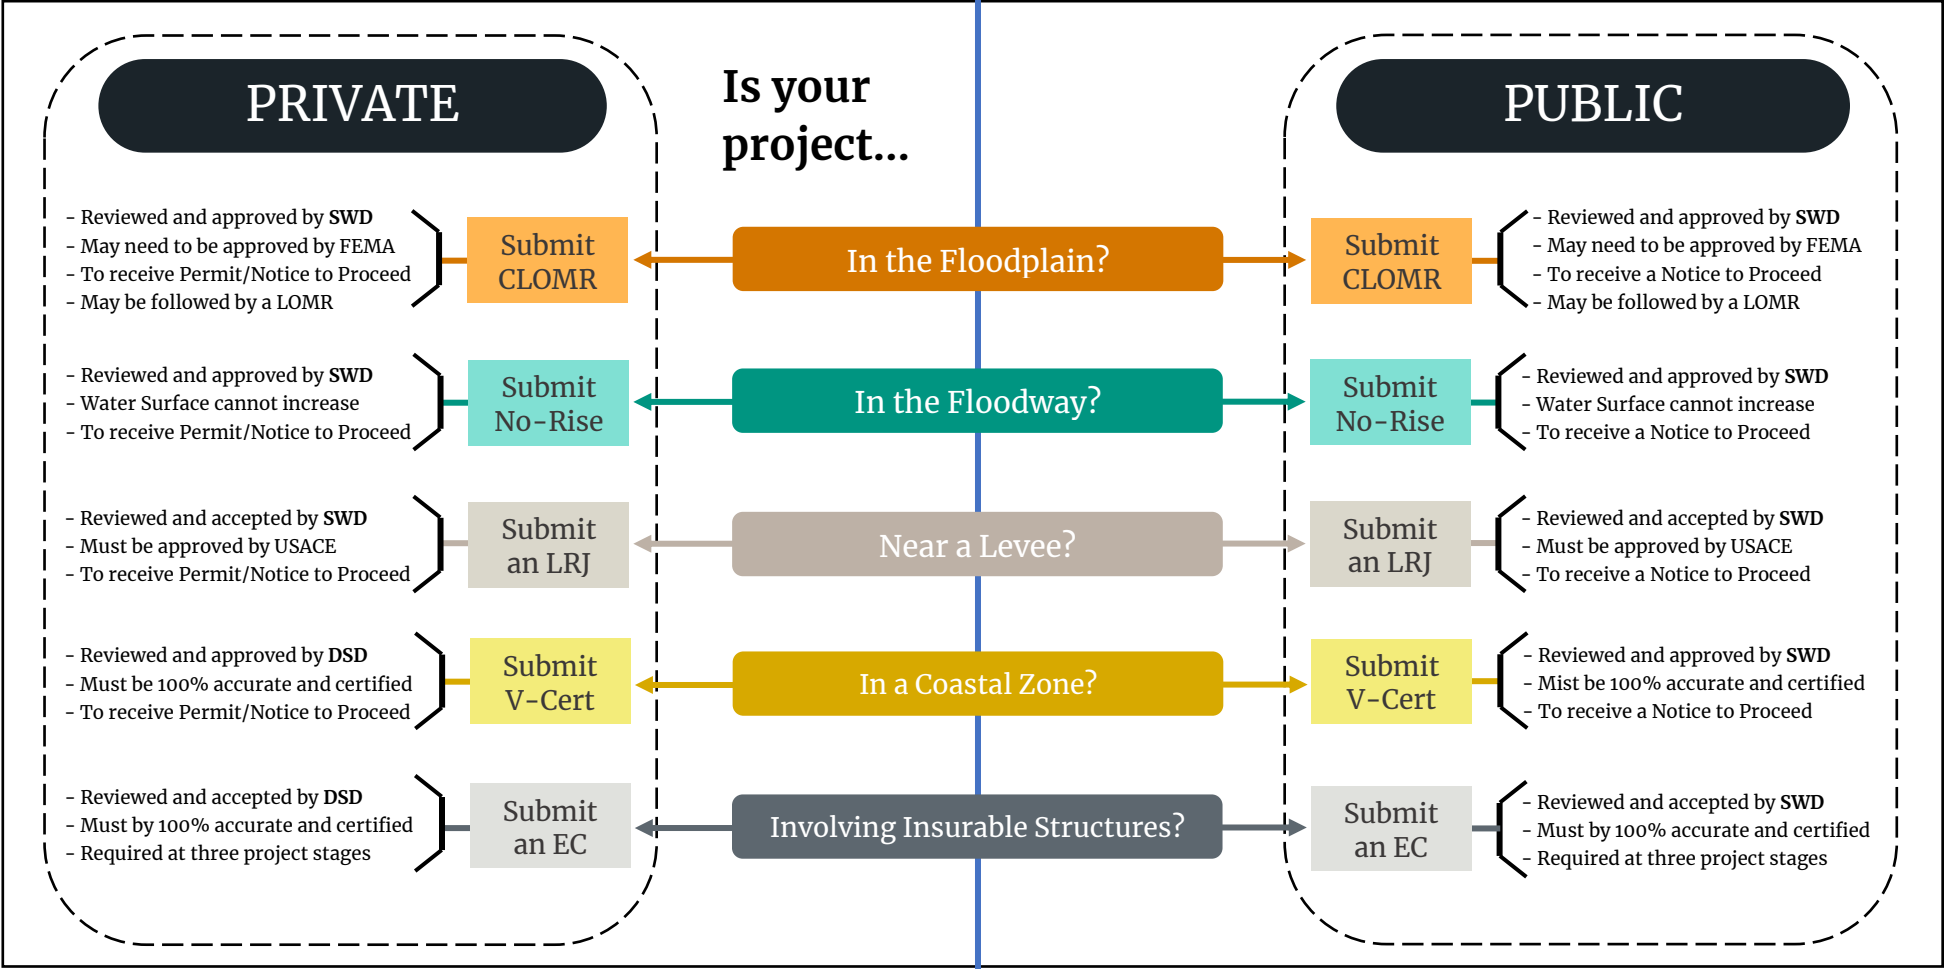 PRIVATE
Is your
project...
PUBLIC
- Reviewed and approved by SWD
- May need to be approved by FEMA
- To receive Permit/Notice to Proceed
- May be followed by a LOMR
Submit
CLOMR
In the Floodplain?
Submit
CLOMR
- Reviewed and approved by SWD
- May need to be approved by FEMA
- To receive a Notice to Proceed
- May be followed by a LOMR
- Reviewed and approved by SWD
- Water Surface cannot increase
- To receive Permit/Notice to Proceed
Submit
No-Rise
In the Floodway?
Submit
No-Rise
- Reviewed and approved by SWD
- Water Surface cannot increase
- To receive a Notice to Proceed
- Reviewed and accepted by SWD
- Must be approved by USACE
- To receive Permit/Notice to Proceed
Submit
an LRJ
Near a Levee?
Submit
an LRJ
- Reviewed and accepted by SWD
- Must be approved by USACE
- To receive a Notice to Proceed
- Reviewed and approved by DSD
- Must be 100% accurate and certified
- To receive Permit/Notice to Proceed
Submit
V-Cert
In a Coastal Zone?
Submit
V-Cert
- Reviewed and approved by SWD
- Mist be 100% accurate and certified
- To receive a Notice to Proceed
- Reviewed and accepted by DSD
- Must by 100% accurate and certified
- Required at three project stages
Submit
an EC
Involving Insurable Structures?
Submit
an EC
- Reviewed and accepted by SWD
- Must by 100% accurate and certified
- Required at three project stages